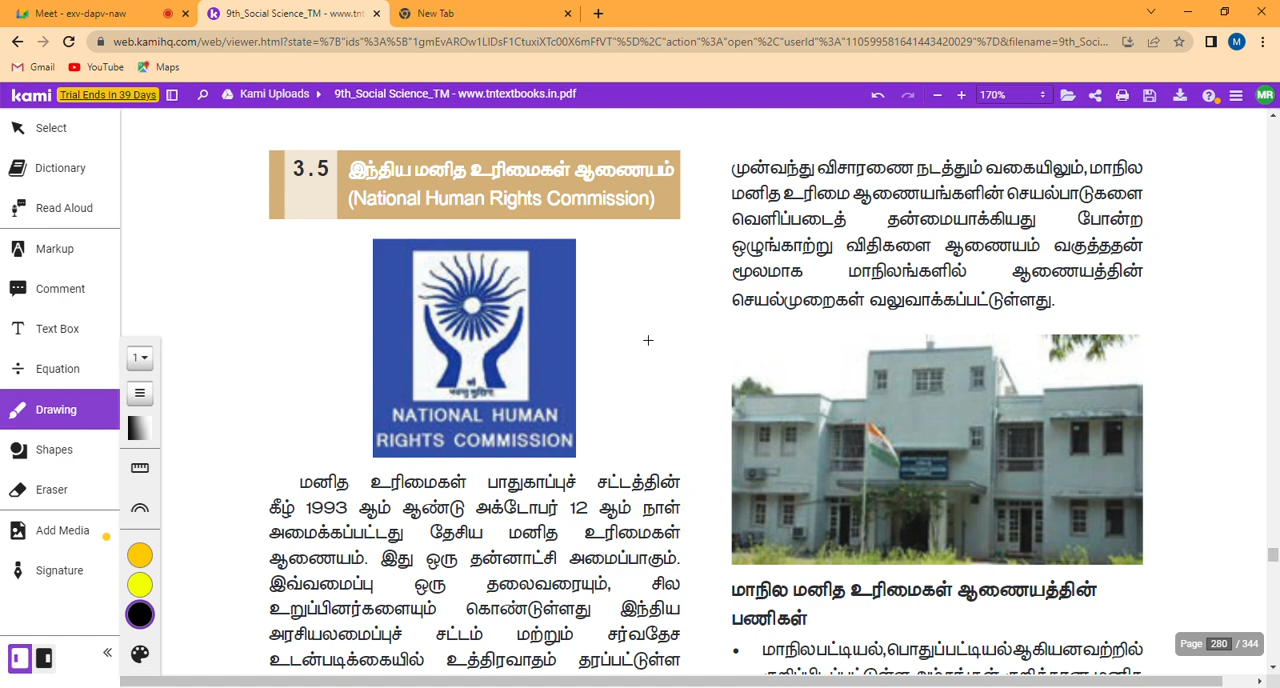 Meet - exv-dapv-naw
9th_Social Science_TM - www.tnt
New Tab
web.kamihq.com/web/viewer.html?state=%7B"ids"%3A%5B"1gmEvAROw1LIDsF1CtuxiXTc00X6mFfVT"%5D%2C"action"%3A"open"%2C"userId"%3A"110599581641443420029"%7D&filename=9th_Soci...
M
Gmail
YouTube
Maps
kami
Trial Ends In 39 Days
Kami Uploads
9th_Social Science_TM - www.tntextbooks.in.pdf
170%
MR
Select
Dictionary
Read Aloud
Markup
Comment
Text Box
Equation
Drawing
Shapes
Eraser
Add Media
Signature
1
3.5 இந்திய மனித உரிமைகள் ஆணையம்
(National Human Rights Commission)
NATIONAL HUMAN
RIGHTS COMMISSION
மனித உரிமைகள் பாதுகாப்புச் சட்டத்தின்
கீழ் 1993 ஆம் ஆண்டு அக்டோபர் 12 ஆம் நாள்
அமைக்கப்பட்டது தேசிய மனித உரிமைகள்
ஆணையம். இது ஒரு தன்னாட்சி அமைப்பாகும்.
இவ்வமைப்பு ஒரு தலைவரையும், சில
உறுப்பினர்களையும் கொண்டுள்ளது இந்திய
அரசியலமைப்புச் சட்டம் மற்றும் சர்வதேச
உடன்படிக்கையில் உத்திரவாதம் தரப்பட்டுள்ள
முன்வந்து விசாரணை நடத்தும் வகையிலும், மாநில
மனித உரிமை ஆணையங்களின் செயல்பாடுகளை
வெளிப்படைத் தன்மையாக்கியது போன்ற
ஒழுங்காற்று விதிகளை ஆணையம் வகுத்ததன்
மூலமாக மாநிலங்களில் ஆணையத்தின்
செயல்முறைகள் வலுவாக்கப்பட்டுள்ளது.
மாநில மனித உரிமைகள் ஆணையத்தின்
பணிகள்
• மாநிலபட்டியல்,பொதுப்பட்டியல்ஆகியனவற்றில்
Page 280 / 344